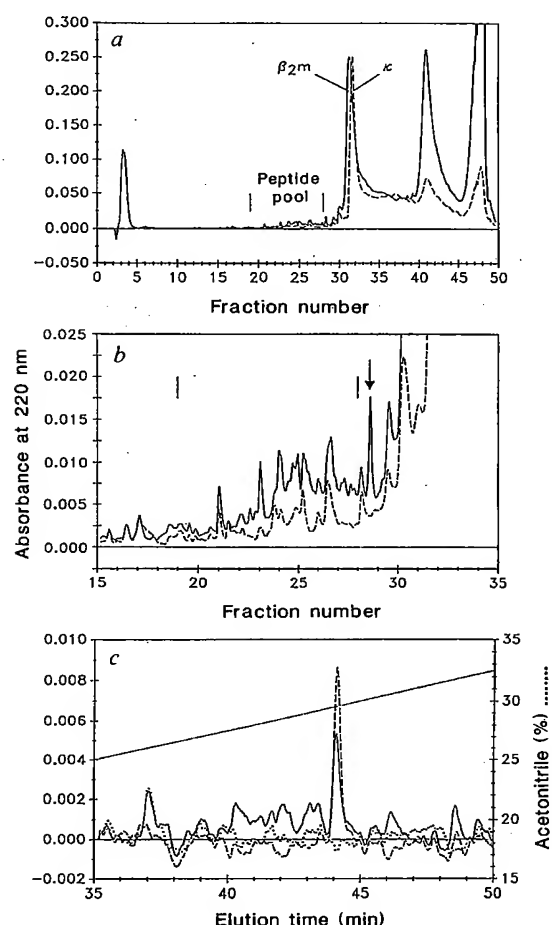 0.300
a
0.250
β2m
κ
0.200
0.150
0.100
Peptide pool
0.050
0.000
−0.050
0 5 10 15 20 25 30 35 40 45 50
Fraction number
Absorbance at 220 nm
0.025
b
0.020
0.015
0.010
0.005
0.000
15 20 25 30 35
Fraction number
0.010
c
0.008
0.006
0.004
0.002
0.000
−0.002
35
30
25
20
15
Acetonitrile (%) ........
35 40 45 50
Elution time (min)